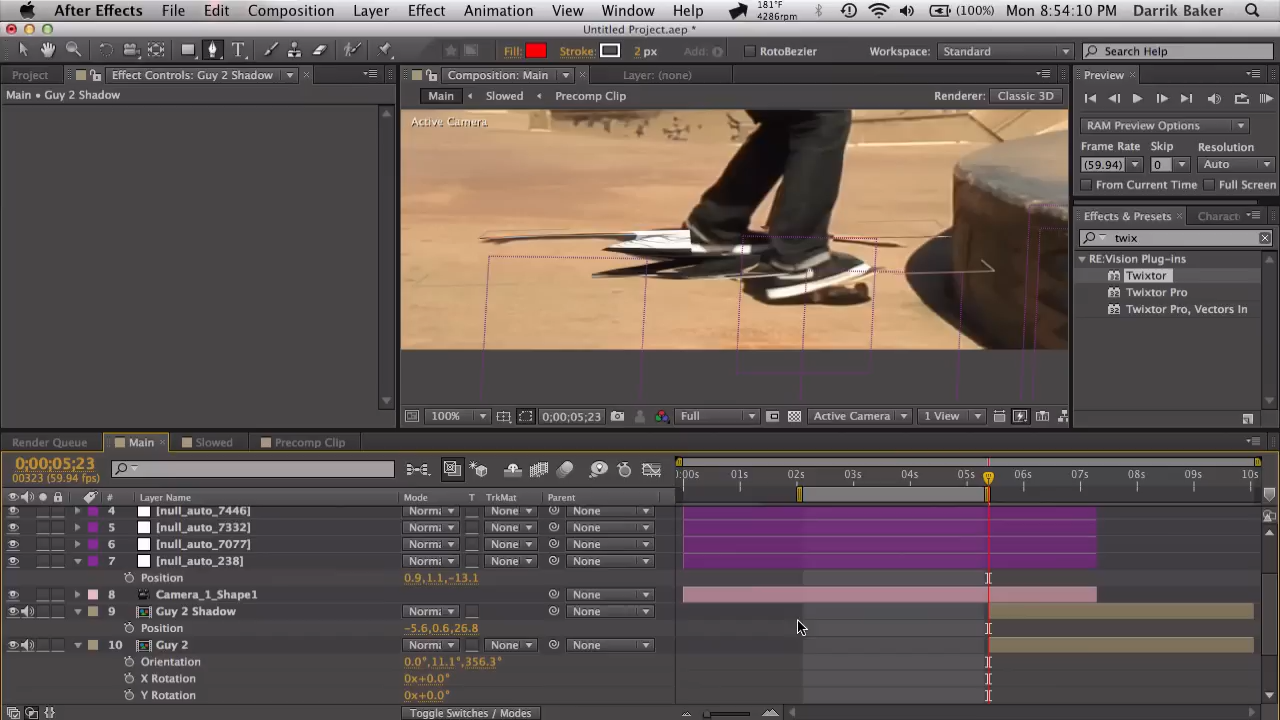 After Effects File Edit Composition Layer Effect Animation View Window Help 181°F 4286rpm (100%) Mon 8:54:10 PM Darrik Baker
Untitled Project.aep *
Fill: Stroke: 2 px Add: RotoBezier Workspace: Standard Search Help
Project Effect Controls: Guy 2 Shadow Composition: Main Layer: (none) Preview
Main • Guy 2 Shadow Main Slowed Precomp Clip Renderer: Classic 3D
Active Camera
RAM Preview Options
Frame Rate Skip Resolution
(59.94) 0 Auto
From Current Time Full Screen
Effects & Presets Charact
twix
RE:Vision Plug-ins
Twixtor
Twixtor Pro
Twixtor Pro, Vectors In
100% 0;00;05;23 Full Active Camera 1 View
Render Queue Main Slowed Precomp Clip
0;00;05;23
00323 (59.94 fps)
:00s 01s 02s 03s 04s 05s 06s 07s 08s 09s 10s
# Layer Name Mode T TrkMat Parent
4 [null_auto_7446] Norma None None
5 [null_auto_7332] Norma None None
6 [null_auto_7077] Norma None None
7 [null_auto_238] Norma None None
Position 0.9,1.1,-13.1
8 Camera_1_Shape1 None
9 Guy 2 Shadow Norma None None
Position -5.6,0.6,26.8
10 Guy 2 Norma None None
Orientation 0.0°,11.1°,356.3°
X Rotation 0x+0.0°
Y Rotation 0x+0.0°
Toggle Switches / Modes